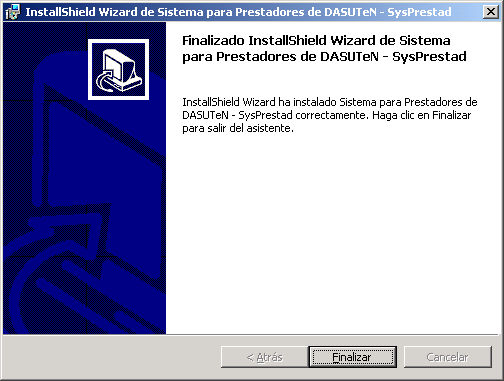 InstallShield Wizard de Sistema para Prestadores de DASUTeN - SysPrestad
Finalizado InstallShield Wizard de Sistema
para Prestadores de DASUTeN - SysPrestad
InstallShield Wizard ha instalado Sistema para Prestadores de
DASUTeN - SysPrestad correctamente. Haga clic en Finalizar
para salir del asistente.
< Atrás
Finalizar
Cancelar